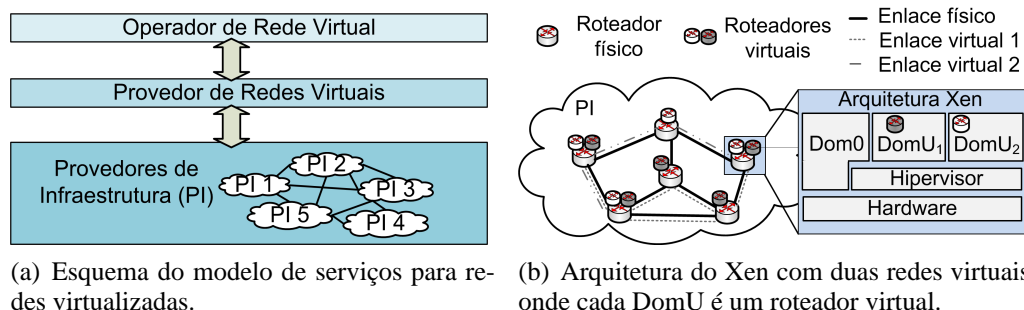 Operador de Rede Virtual
Provedor de Redes Virtuais
Provedores de
Infraestrutura (PI)
PI 1
PI 2
PI 3
PI 5
PI 4
(a) Esquema do modelo de serviços para re-
des virtualizadas.
Roteador
físico
Roteadores
virtuais
Enlace físico
Enlace virtual 1
Enlace virtual 2
PI
Arquitetura Xen
Dom0
DomU1
DomU2
Hipervisor
Hardware
(b) Arquitetura do Xen com duas redes virtuais
onde cada DomU é um roteador virtual.